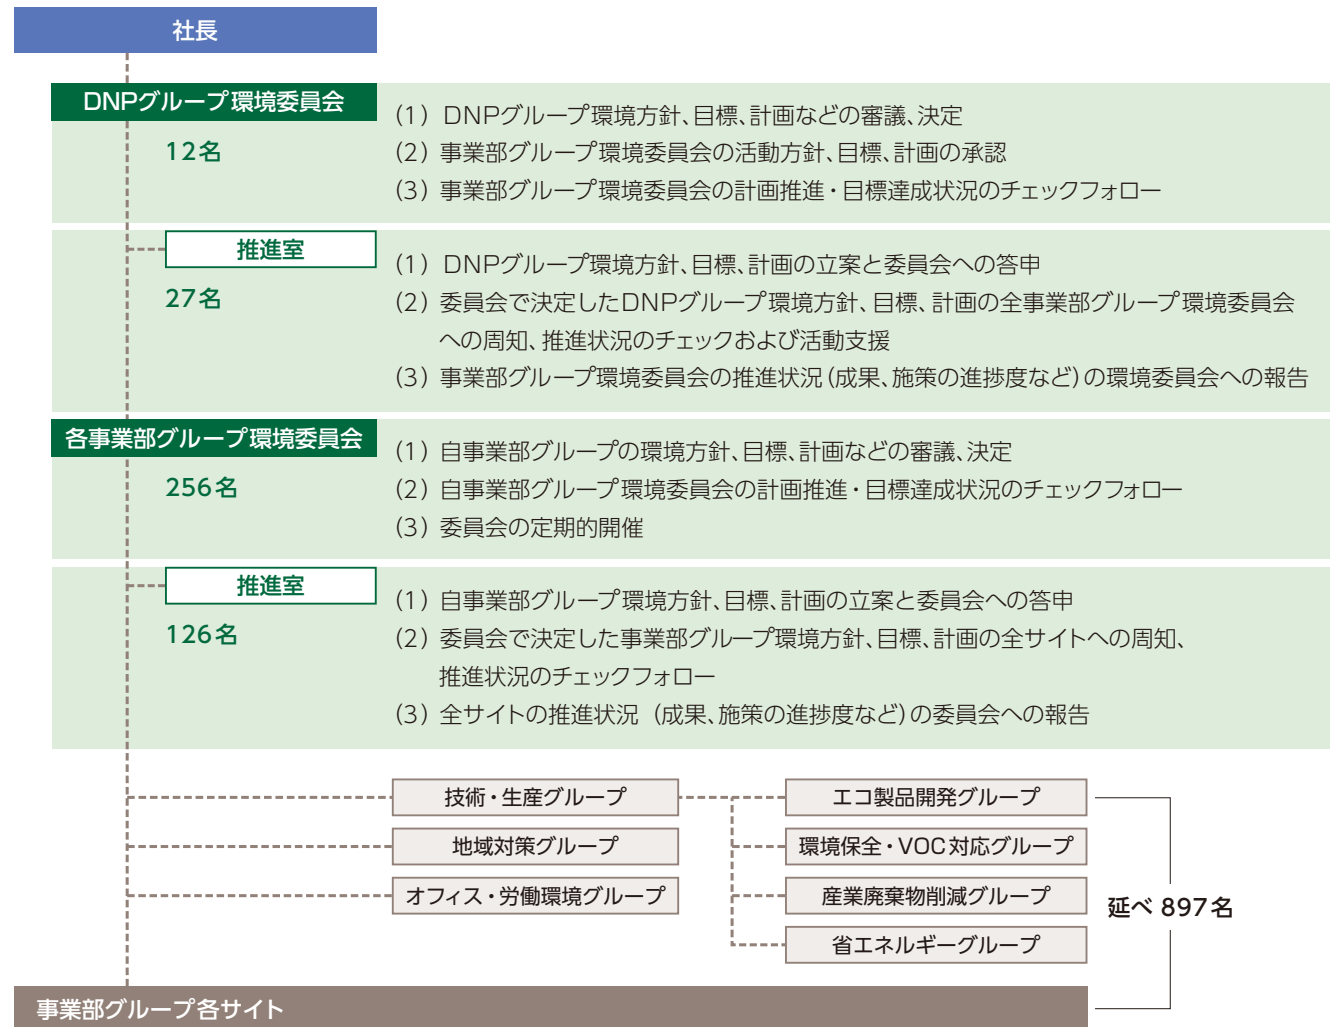 社長
DNPグループ環境委員会
12名
(1) DNPグループ環境方針、目標、計画などの審議、決定
(2) 事業部グループ環境委員会の活動方針、目標、計画の承認
(3) 事業部グループ環境委員会の計画推進・目標達成状況のチェックフォロー
推進室
27名
(1) DNPグループ環境方針、目標、計画の立案と委員会への答申
(2) 委員会で決定したDNPグループ環境方針、目標、計画の全事業部グループ環境委員会
への周知、推進状況のチェックおよび活動支援
(3) 事業部グループ環境委員会の推進状況(成果、施策の進捗度など)の環境委員会への報告
各事業部グループ環境委員会
256名
(1) 自事業部グループの環境方針、目標、計画などの審議、決定
(2) 自事業部グループ環境委員会の計画推進・目標達成状況のチェックフォロー
(3) 委員会の定期的開催
推進室
126名
(1) 自事業部グループ環境方針、目標、計画の立案と委員会への答申
(2) 委員会で決定した事業部グループ環境方針、目標、計画の全サイトへの周知、
推進状況のチェックフォロー
(3) 全サイトの推進状況 (成果、施策の進捗度など)の委員会への報告
技術・生産グループ
地域対策グループ
オフィス・労働環境グループ
エコ製品開発グループ
環境保全・VOC対応グループ
産業廃棄物削減グループ
省エネルギーグループ
延べ 897名
事業部グループ各サイト